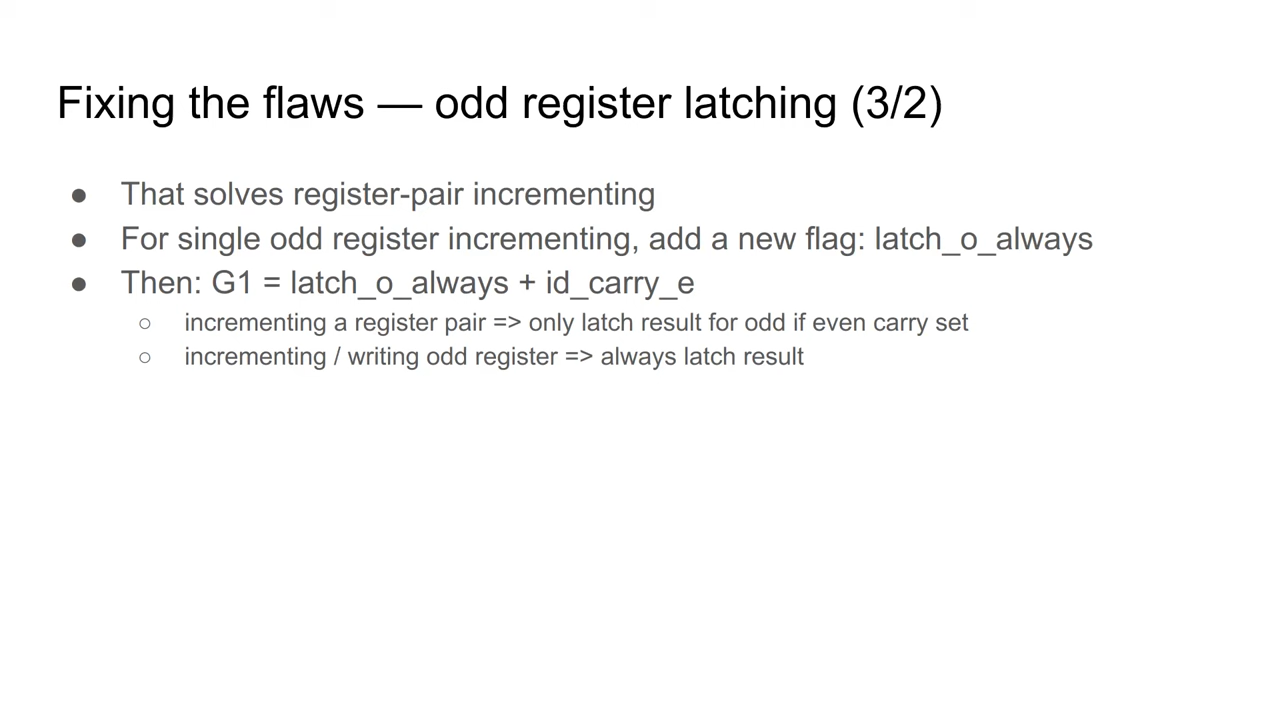 Fixing the flaws — odd register latching (3/2)
● That solves register-pair incrementing
● For single odd register incrementing, add a new flag: latch_o_always
● Then: G1 = latch_o_always + id_carry_e
○ incrementing a register pair => only latch result for odd if even carry set
○ incrementing / writing odd register => always latch result